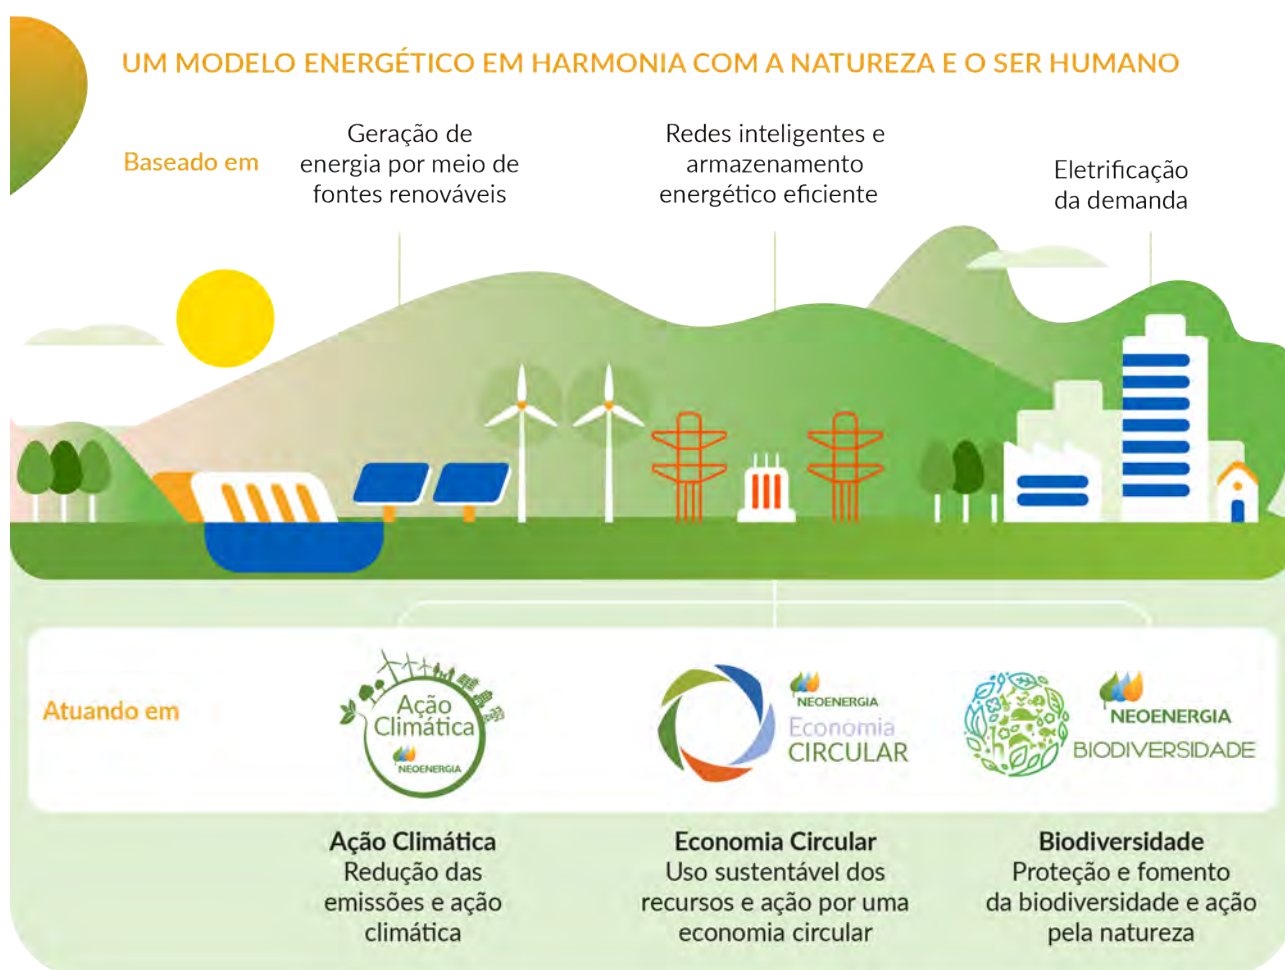 UM MODELO ENERGÉTICO EM HARMONIA COM A NATUREZA E O SER HUMANO
Baseado em
Geração de
energia por meio de
fontes renováveis
Redes inteligentes e
armazenamento
energético eficiente
Eletrificação
da demanda
Atuando em
Ação
Climática
NEOENERGIA
NEOENERGIA
Economia
CIRCULAR
NEOENERGIA
BIODIVERSIDADE
Ação Climática
Redução das
emissões e ação
climática
Economia Circular
Uso sustentável dos
recursos e ação por uma
economia circular
Biodiversidade
Proteção e fomento
da biodiversidade e ação
pela natureza